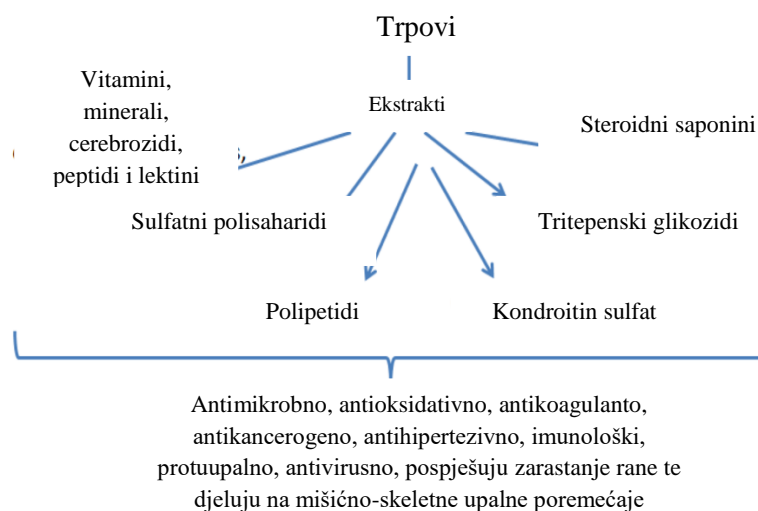 Trpovi
Ekstrakti
Vitamini,
minerali,
cerebrozidi,
peptidi i lektini
Steroidni saponini
Sulfatni polisaharidi
Tritepenski glikozidi
Polipetidi
Kondroitin sulfat
Antimikrobno, antioksidativno, antikoagulanto,
antikancerogeno, antihipertezivno, imunološki,
protuupalno, antivirusno, pospješuju zarastanje rane te
djeluju na mišićno-skeletne upalne poremećaje